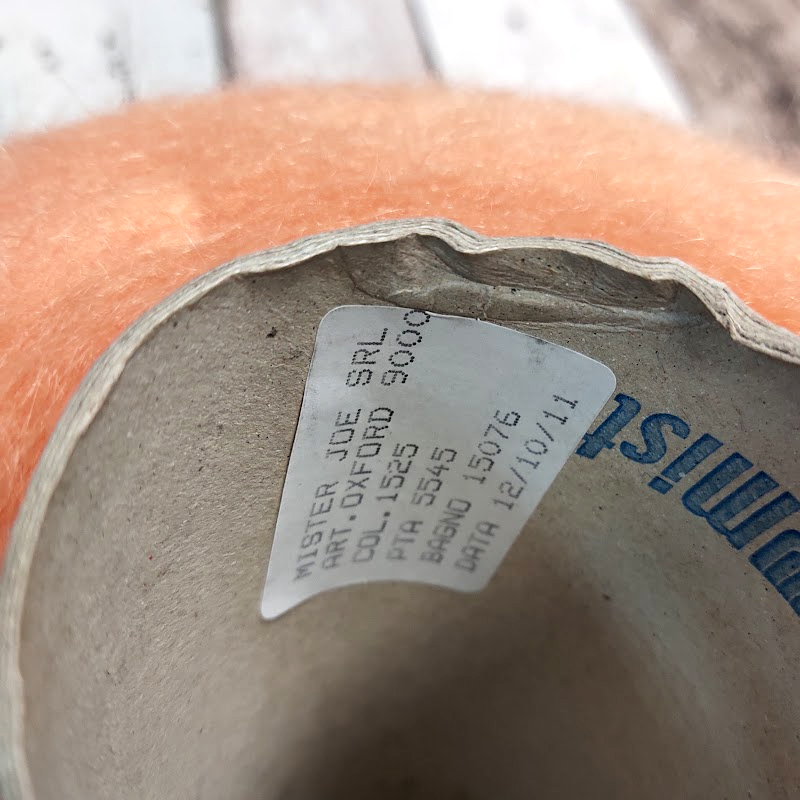 MISTER JOE SRL
ART.OXFORD 9000
COL.1525
PTA 5545
BAGNO 15076
DATA 12/10/11